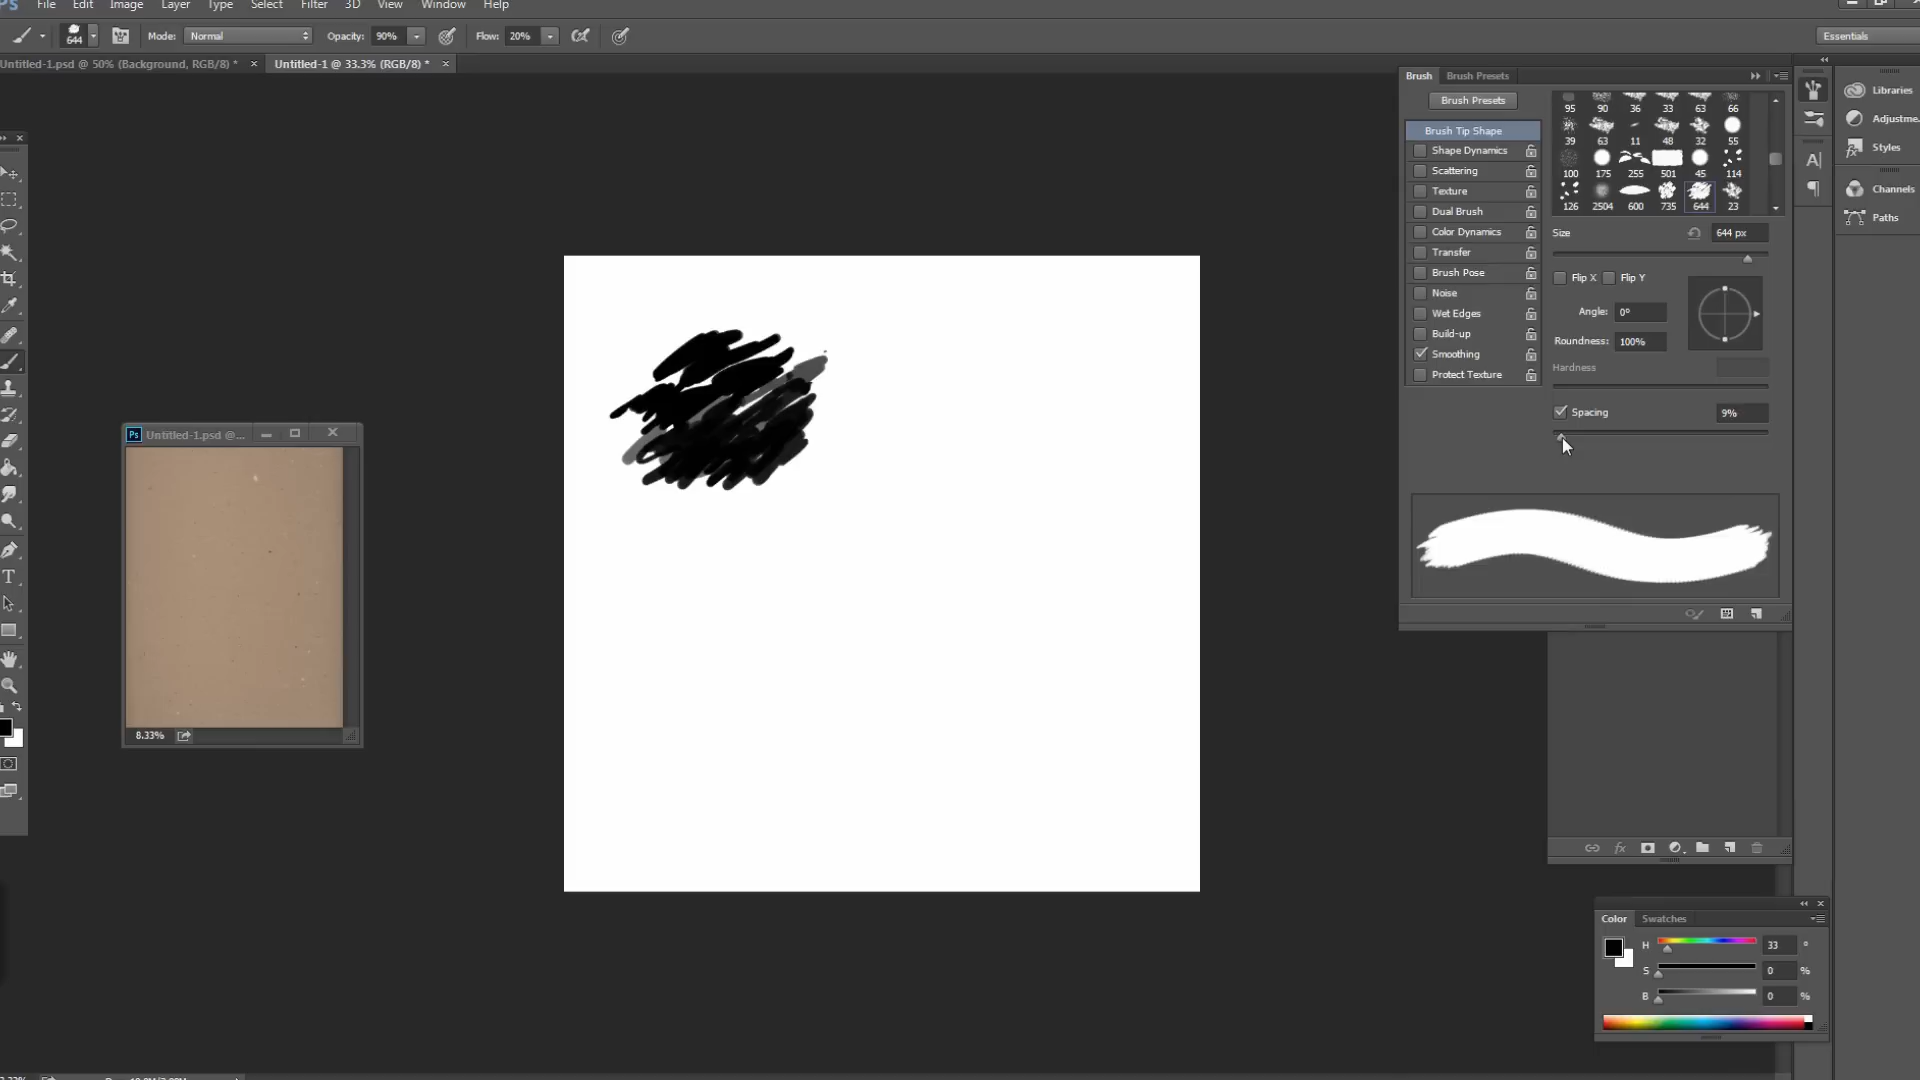 File Edit Image Layer Type Select Filter 3D View Window Help
644 Mode: Normal Opacity: 90% Flow: 20% Essentials
Untitled-1.psd @ 50% (Background, RGB/8) * × Untitled-1 @ 33.3% (RGB/8) * ×
Brush Brush Presets
Brush Presets
Brush Tip Shape
Shape Dynamics
Scattering
Texture
Dual Brush
Color Dynamics
Transfer
Brush Pose
Noise
Wet Edges
Build-up
Smoothing
Protect Texture
95 90 36 33 63 66
39 63 11 48 32 55
100 175 255 501 45 114
126 2504 600 735 644 23
Size 644 px
Flip X Flip Y
Angle: 0º
Roundness: 100%
Hardness
Spacing 9%
Libraries
Adjustme..
Styles
Channels
Paths
Ps Untitled-1.psd @...
8.33%
fx
Color Swatches
H 33 °
S 0 %
B 0 %